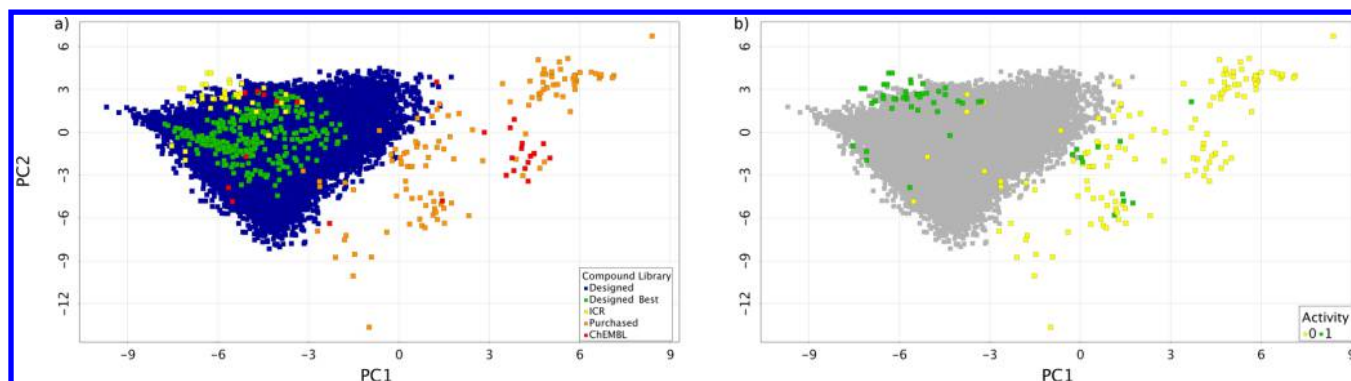 a)
PC2
6
3
0
−3
−6
−9
−12
−9 −6 −3 0 3 6 9
PC1
Compound Library
Designed
Designed Best
ICR
Purchased
ChEMBL
b)
6
3
0
−3
−6
−9
−12
−9 −6 −3 0 3 6 9
PC1
Activity
0 1